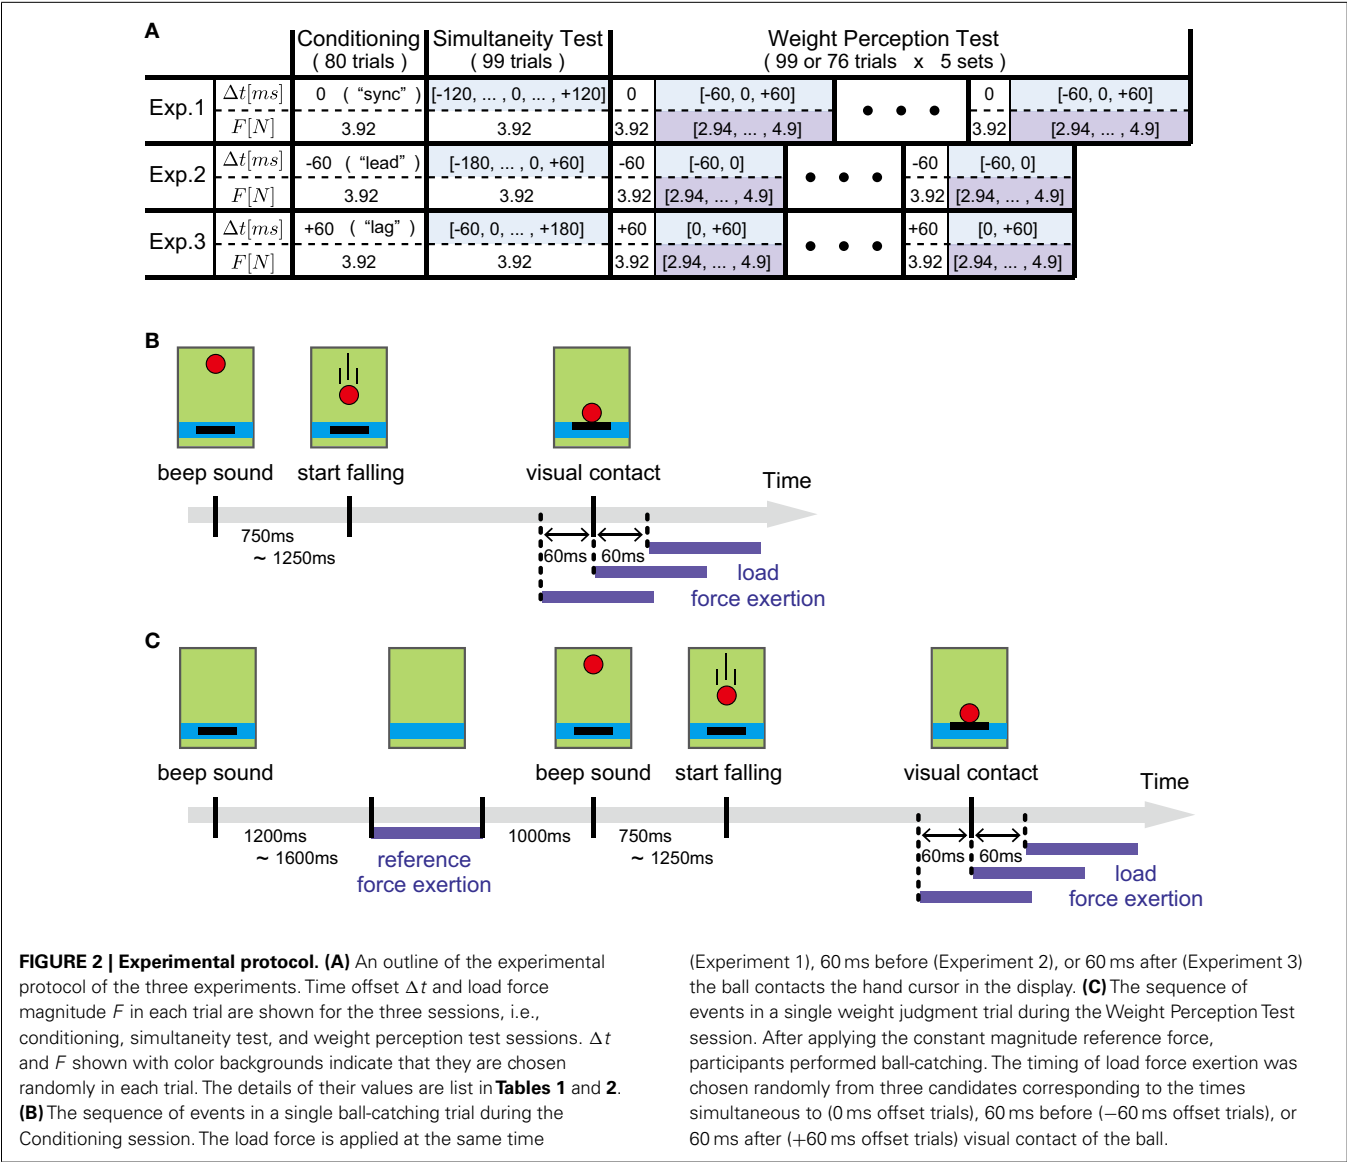 A
Conditioning Simultaneity Test Weight Perception Test
( 80 trials ) ( 99 trials ) ( 99 or 76 trials x 5 sets )
Exp.1 Δt[ms] 0 ( “sync” ) [-120, ... , 0, ... , +120] 0 [-60, 0, +60] • • • 0 [-60, 0, +60]
F[N] 3.92 3.92 3.92 [2.94, ... , 4.9] 3.92 [2.94, ... , 4.9]
Exp.2 Δt[ms] -60 ( “lead” ) [-180, ... , 0, +60] -60 [-60, 0] • • • -60 [-60, 0]
F[N] 3.92 3.92 3.92 [2.94, ... , 4.9] 3.92 [2.94, ... , 4.9]
Exp.3 Δt[ms] +60 ( “lag” ) [-60, 0, ... , +180] +60 [0, +60] • • • +60 [0, +60]
F[N] 3.92 3.92 3.92 [2.94, ... , 4.9] 3.92 [2.94, ... , 4.9]
B
beep sound start falling visual contact
Time
750ms
~ 1250ms
60ms 60ms
load
force exertion
C
beep sound beep sound start falling visual contact
Time
1200ms 1000ms 750ms
~ 1600ms ~ 1250ms
reference
force exertion
60ms 60ms
load
force exertion
FIGURE 2 | Experimental protocol. (A) An outline of the experimental
protocol of the three experiments. Time offset Δt and load force
magnitude F in each trial are shown for the three sessions, i.e.,
conditioning, simultaneity test, and weight perception test sessions. Δt
and F shown with color backgrounds indicate that they are chosen
randomly in each trial. The details of their values are list in Tables 1 and 2.
(B) The sequence of events in a single ball-catching trial during the
Conditioning session. The load force is applied at the same time
(Experiment 1), 60 ms before (Experiment 2), or 60 ms after (Experiment 3)
the ball contacts the hand cursor in the display. (C) The sequence of
events in a single weight judgment trial during the Weight Perception Test
session. After applying the constant magnitude reference force,
participants performed ball-catching. The timing of load force exertion was
chosen randomly from three candidates corresponding to the times
simultaneous to (0 ms offset trials), 60 ms before (−60 ms offset trials), or
60 ms after (+60 ms offset trials) visual contact of the ball.